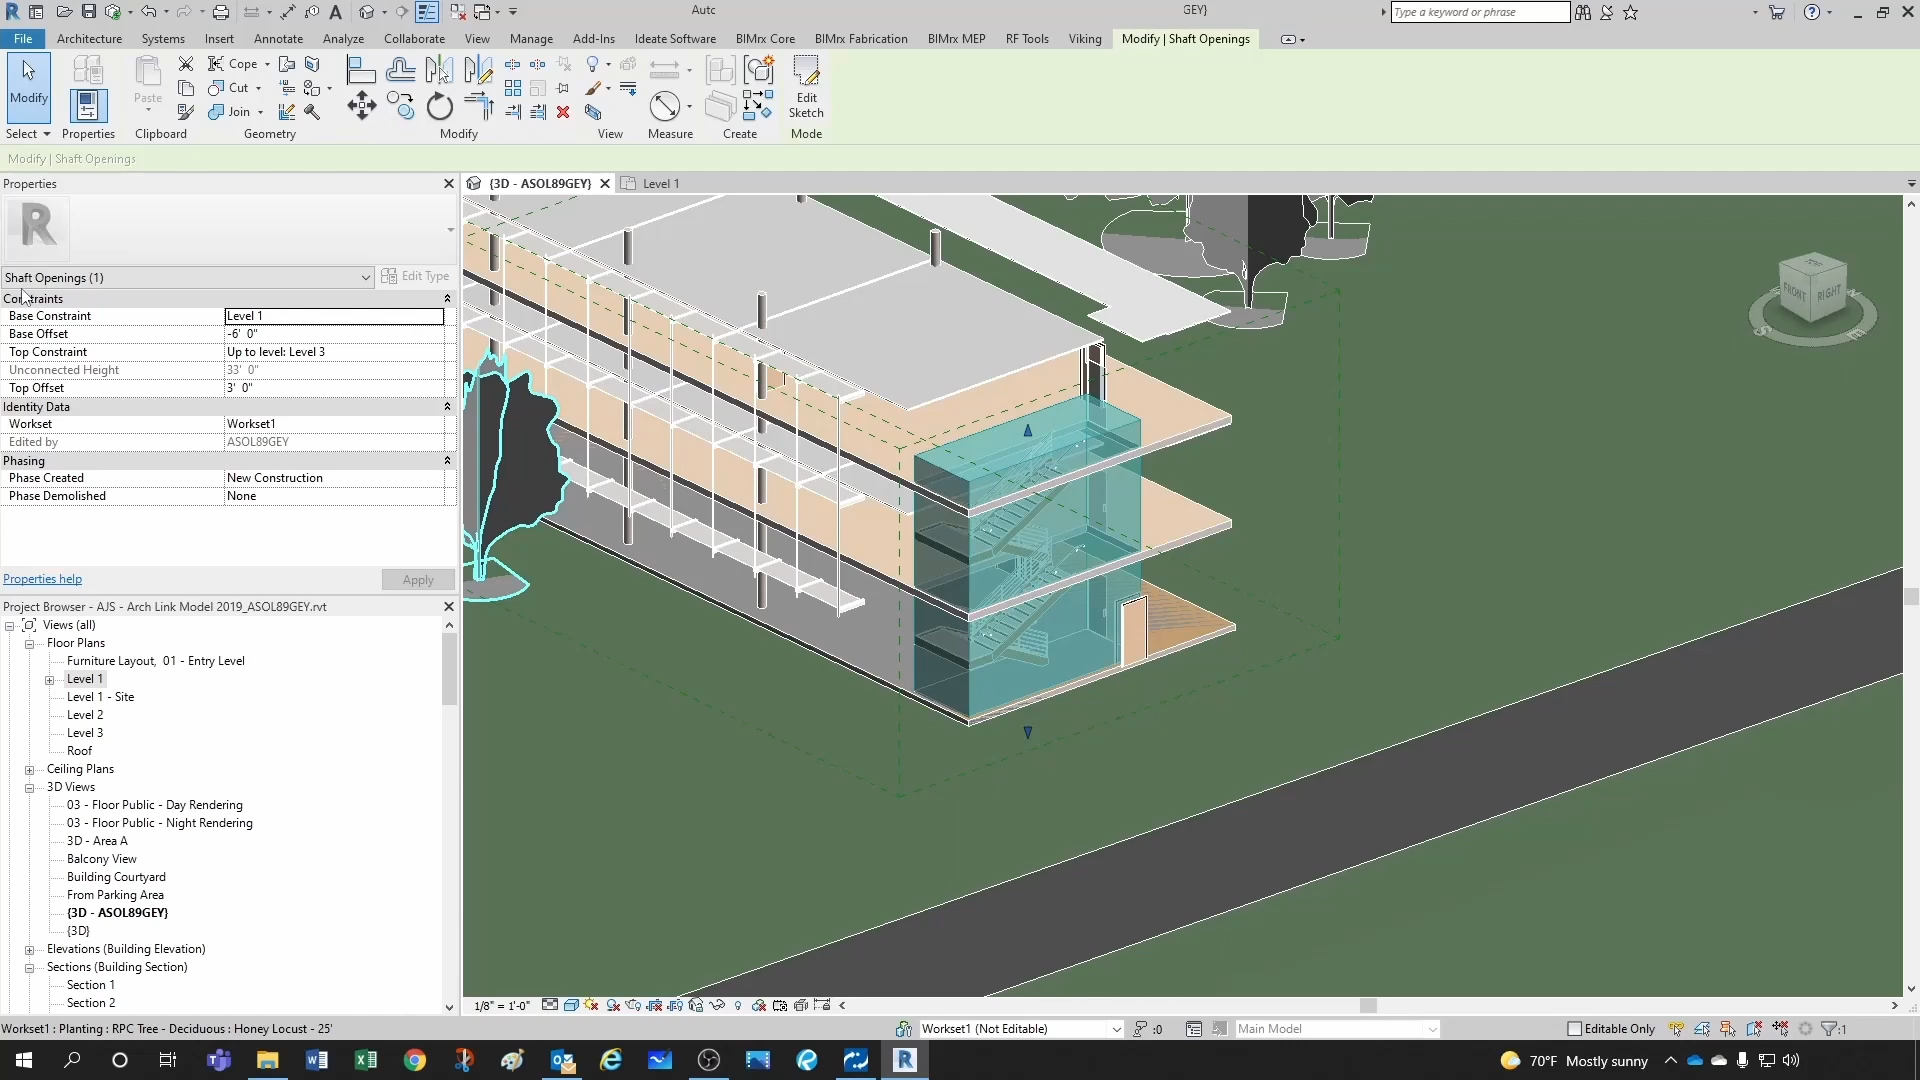 Autc
GEY}
Type a keyword or phrase
File
Architecture
Systems
Insert
Annotate
Analyze
Collaborate
View
Manage
Add-Ins
Ideate Software
BIMrx Core
BIMrx Fabrication
BIMrx MEP
RF Tools
Viking
Modify | Shaft Openings
Modify
Properties
Paste
Cope
Cut
Join
Edit
Sketch
Select
Properties
Clipboard
Geometry
Modify
View
Measure
Create
Mode
Modify | Shaft Openings
Properties
{3D - ASOL89GEY}
Level 1
R
Shaft Openings (1)
Edit Type
Constraints
Base Constraint
Level 1
Base Offset
-6' 0"
Top Constraint
Up to level: Level 3
Unconnected Height
33' 0"
Top Offset
3' 0"
Identity Data
Workset
Workset1
Edited by
ASOL89GEY
Phasing
Phase Created
New Construction
Phase Demolished
None
Properties help
Apply
TOP
FRONT
RIGHT
S
E
Project Browser - AJS - Arch Link Model 2019_ASOL89GEY.rvt
Views (all)
Floor Plans
Furniture Layout, 01 - Entry Level
Level 1
Level 1 - Site
Level 2
Level 3
Roof
Ceiling Plans
3D Views
03 - Floor Public - Day Rendering
03 - Floor Public - Night Rendering
3D - Area A
Balcony View
Building Courtyard
From Parking Area
{3D - ASOL89GEY}
{3D}
Elevations (Building Elevation)
Sections (Building Section)
Section 1
Section 2
1/8" = 1'-0"
Workset1 : Planting : RPC Tree - Deciduous : Honey Locust - 25'
Workset1 (Not Editable)
:0
Main Model
Editable Only
:1
70°F Mostly sunny